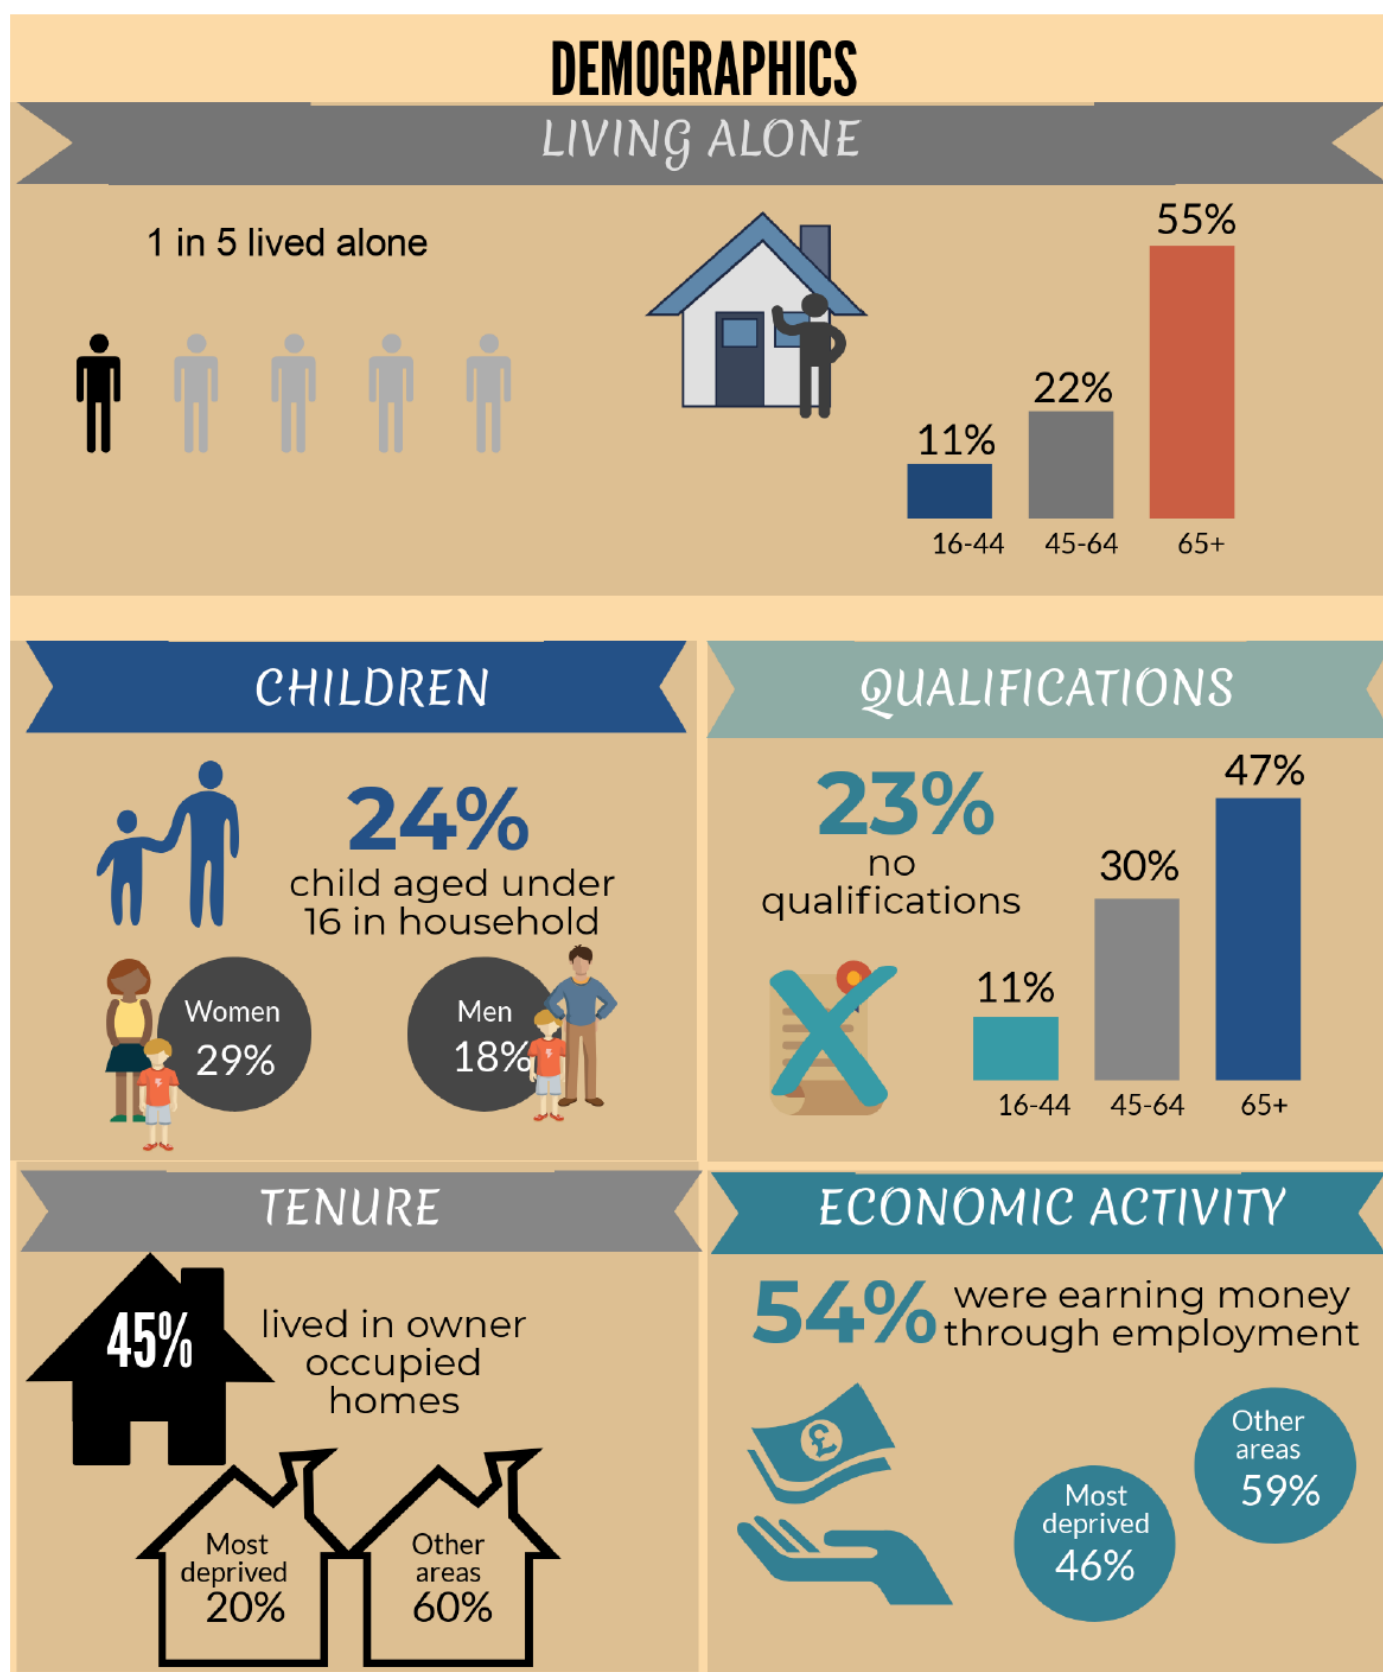 DEMOGRAPHICS
LIVING ALONE
1 in 5 lived alone
55%
22%
11%
16-44
45-64
65+
CHILDREN
24%
child aged under
16 in household
Women
29%
Men
18%
QUALIFICATIONS
23%
no
qualifications
47%
30%
11%
16-44
45-64
65+
TENURE
45%
lived in owner
occupied
homes
Most
deprived
20%
Other
areas
60%
ECONOMIC ACTIVITY
54%
were earning money
through employment
£
Most
deprived
46%
Other
areas
59%